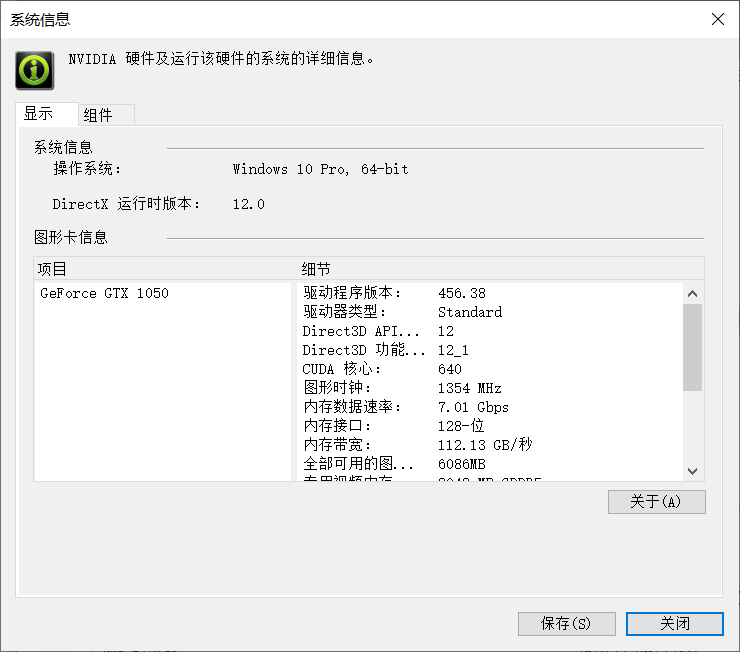 系统信息
NVIDIA 硬件及运行该硬件的系统的详细信息。
显示 组件
系统信息
操作系统： Windows 10 Pro, 64-bit
DirectX 运行时版本： 12.0
图形卡信息
项目 细节
GeForce GTX 1050 驱动程序版本： 456.38
驱动器类型： Standard
Direct3D API... 12
Direct3D 功能... 12_1
CUDA 核心： 640
图形时钟： 1354 MHz
内存数据速率： 7.01 Gbps
内存接口： 128-位
内存带宽： 112.13 GB/秒
全部可用的图... 6086MB
关于(A)
保存(S) 关闭